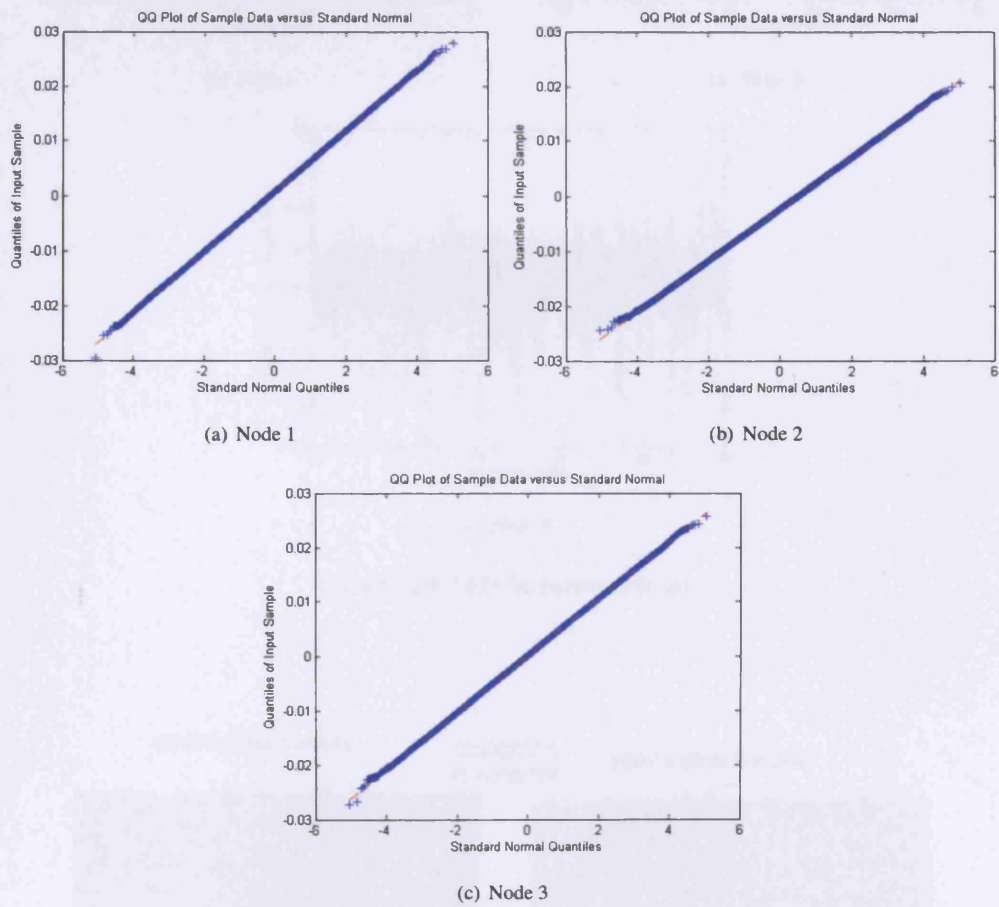 QQ Plot of Sample Data versus Standard Normal
0.03
0.02
0.01
0
-0.01
-0.02
-0.03
Quantiles of Input Sample
-6 -4 -2 0 2 4 6
Standard Normal Quantiles
(a) Node 1
QQ Plot of Sample Data versus Standard Normal
0.03
0.02
0.01
0
-0.01
-0.02
-0.03
Quantiles of Input Sample
-6 -4 -2 0 2 4 6
Standard Normal Quantiles
(b) Node 2
QQ Plot of Sample Data versus Standard Normal
0.03
0.02
0.01
0
-0.01
-0.02
-0.03
Quantiles of Input Sample
-6 -4 -2 0 2 4 6
Standard Normal Quantiles
(c) Node 3